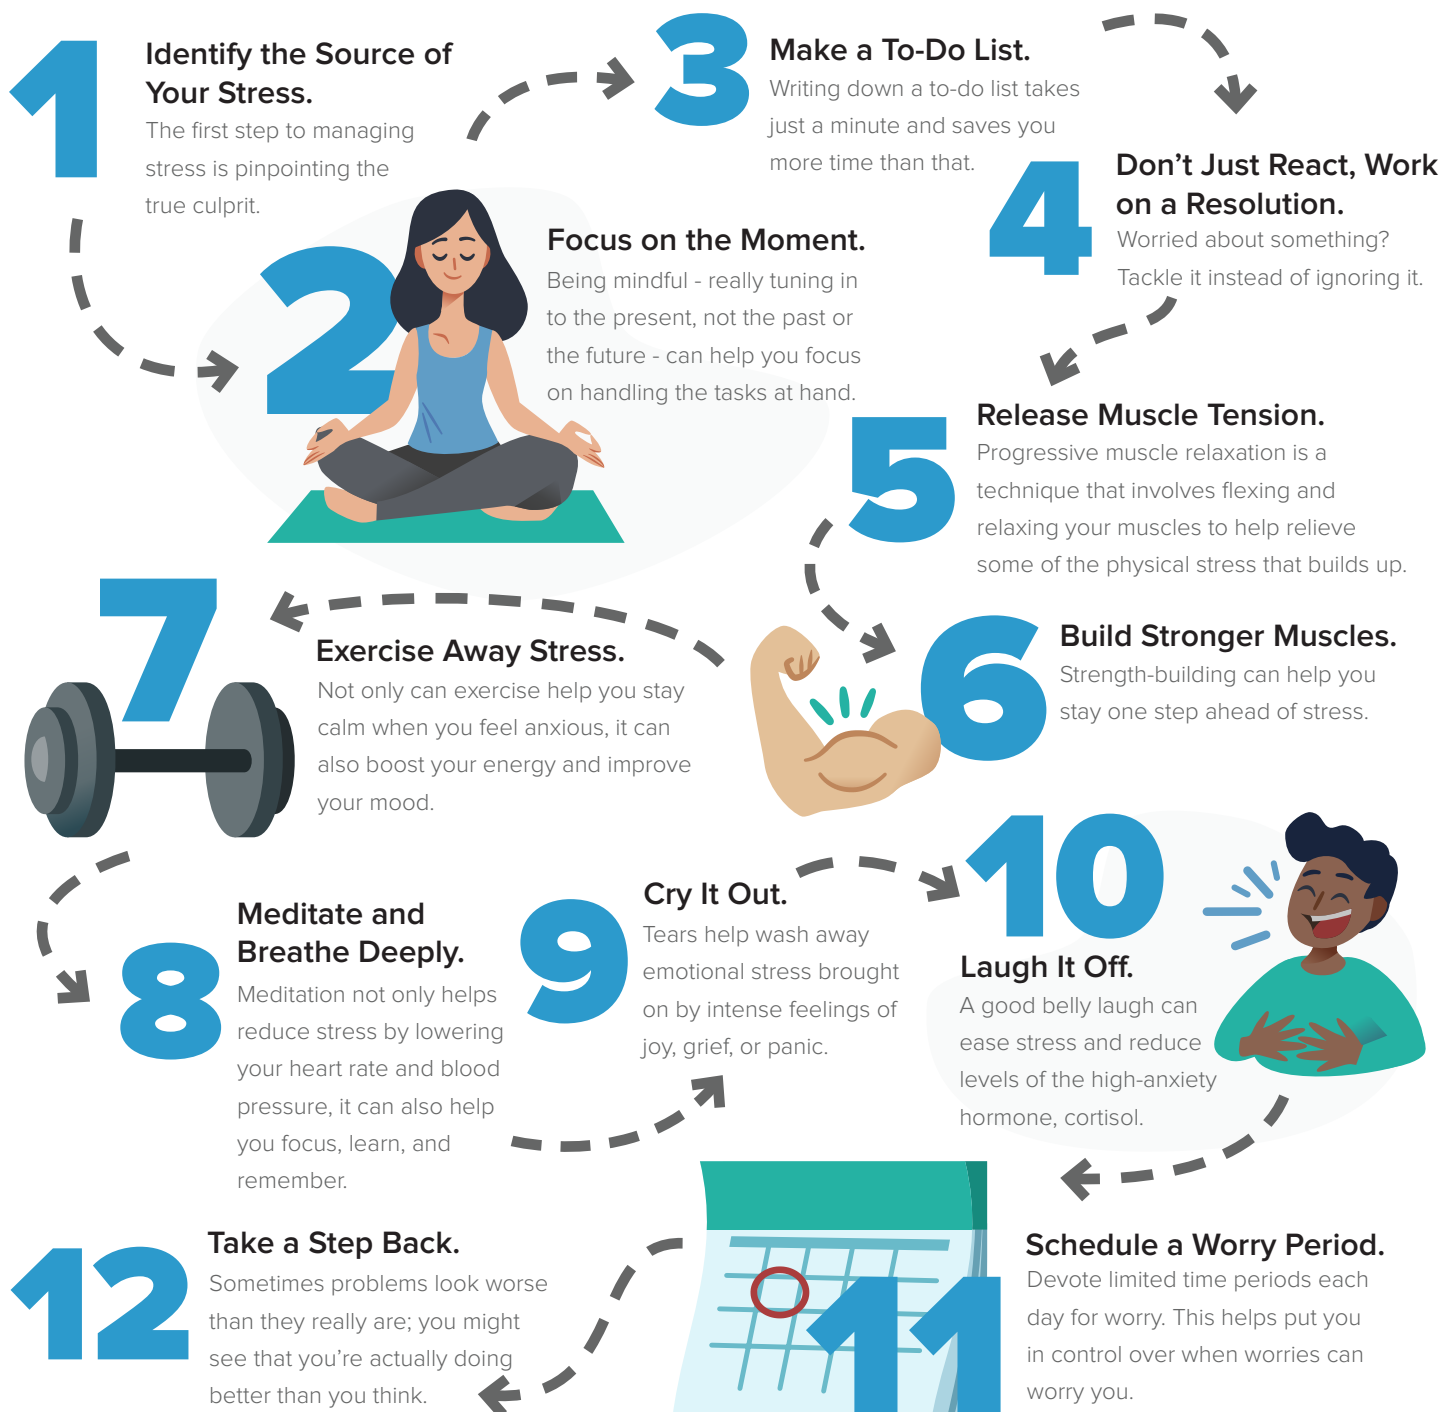 1
Identify the Source of
Your Stress.
The first step to managing
stress is pinpointing the
true culprit.
2
Focus on the Moment.
Being mindful - really tuning in
to the present, not the past or
the future - can help you focus
on handling the tasks at hand.
3
Make a To-Do List.
Writing down a to-do list takes
just a minute and saves you
more time than that.
4
Don’t Just React, Work
on a Resolution.
Worried about something?
Tackle it instead of ignoring it.
5
Release Muscle Tension.
Progressive muscle relaxation is a
technique that involves flexing and
relaxing your muscles to help relieve
some of the physical stress that builds up.
6
Build Stronger Muscles.
Strength-building can help you
stay one step ahead of stress.
7
Exercise Away Stress.
Not only can exercise help you stay
calm when you feel anxious, it can
also boost your energy and improve
your mood.
8
Meditate and
Breathe Deeply.
Meditation not only helps
reduce stress by lowering
your heart rate and blood
pressure, it can also help
you focus, learn, and
remember.
9
Cry It Out.
Tears help wash away
emotional stress brought
on by intense feelings of
joy, grief, or panic.
10
Laugh It Off.
A good belly laugh can
ease stress and reduce
levels of the high-anxiety
hormone, cortisol.
11
Schedule a Worry Period.
Devote limited time periods each
day for worry. This helps put you
in control over when worries can
worry you.
12
Take a Step Back.
Sometimes problems look worse
than they really are; you might
see that you’re actually doing
better than you think.